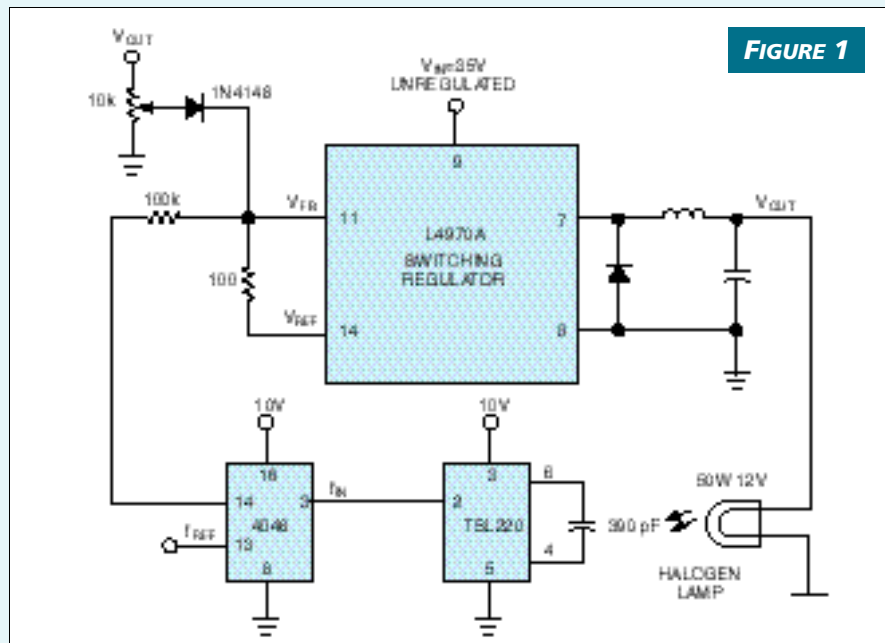 FIGURE 1
VOUT
10k
1N4148
VIN=35V
UNREGULATED
9
100k
VFB
11
L4970A
SWITCHING
REGULATOR
7
VOUT
100
VREF
14
8
10V
10V
16
14
3
fIN
4046
fREF
13
8
3
2
TSL220
6
4
5
390 pF
50W 12V
HALOGEN
LAMP